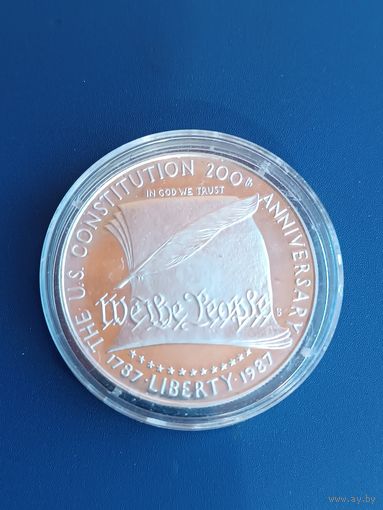 THE U.S. CONSTITUTION 200th ANNIVERSARY
IN GOD WE TRUST
We the People
S
1787 · LIBERTY · 1987
www.ay.by